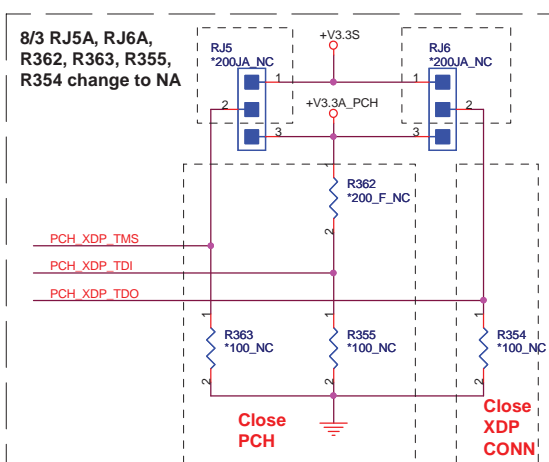 8/3 RJ5A, RJ6A,
R362, R363, R355,
R354 change to NA
RJ5
*200JA_NC
+V3.3S
RJ6
*200JA_NC
1
1
2
2
+V3.3A_PCH
3
3
1
R362
*200_F_NC
2
PCH_XDP_TMS
PCH_XDP_TDI
PCH_XDP_TDO
1
R363
*100_NC
2
1
R355
*100_NC
2
1
R354
*100_NC
2
Close
PCH
Close
XDP
CONN